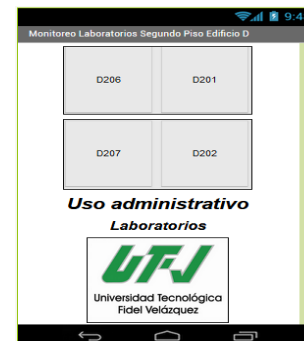 9:4
Monitoreo Laboratorios Segundo Piso Edificio D
D206 D201
D207 D202
Uso administrativo
Laboratorios
UTFV
Universidad Tecnológica
Fidel Velázquez